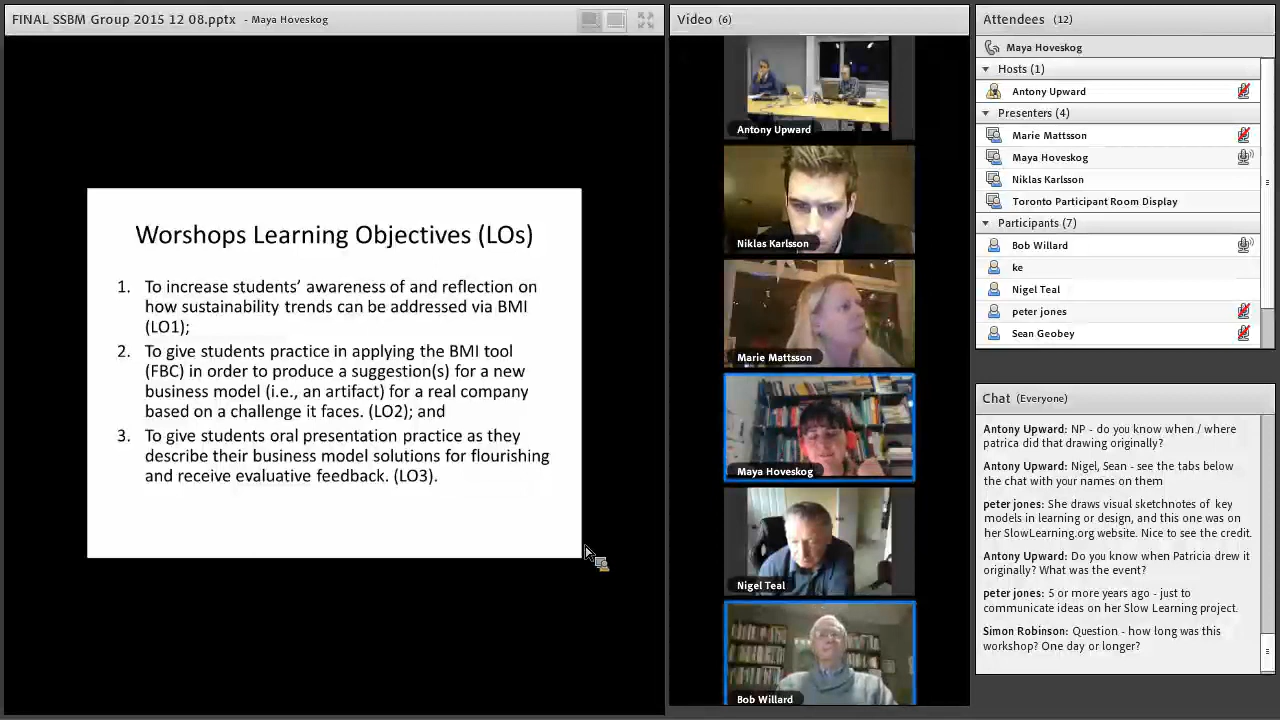 FINAL SSBM Group 2015 12 08.pptx - Maya Hoveskog
Worshops Learning Objectives (LOs)
1. To increase students’ awareness of and reflection on
how sustainability trends can be addressed via BMI
(LO1);
2. To give students practice in applying the BMI tool
(FBC) in order to produce a suggestion(s) for a new
business model (i.e., an artifact) for a real company
based on a challenge it faces. (LO2); and
3. To give students oral presentation practice as they
describe their business model solutions for flourishing
and receive evaluative feedback. (LO3).
Video (6)
Antony Upward
Niklas Karlsson
Marie Mattsson
Maya Hoveskog
Nigel Teal
Bob Willard
Attendees (12)
Maya Hoveskog
Hosts (1)
Antony Upward
Presenters (4)
Marie Mattsson
Maya Hoveskog
Niklas Karlsson
Toronto Participant Room Display
Participants (7)
Bob Willard
ke
Nigel Teal
peter jones
Sean Geobey
Chat (Everyone)
Antony Upward: NP - do you know when / where
patrica did that drawing originally?
Antony Upward: Nigel, Sean - see the tabs below
the chat with your names on them
peter jones: She draws visual sketchnotes of key
models in learning or design, and this one was on
her SlowLearning.org website. Nice to see the credit.
Antony Upward: Do you know when Patricia drew it
originally? What was the event?
peter jones: 5 or more years ago - just to
communicate ideas on her Slow Learning project.
Simon Robinson: Question - how long was this
workshop? One day or longer?